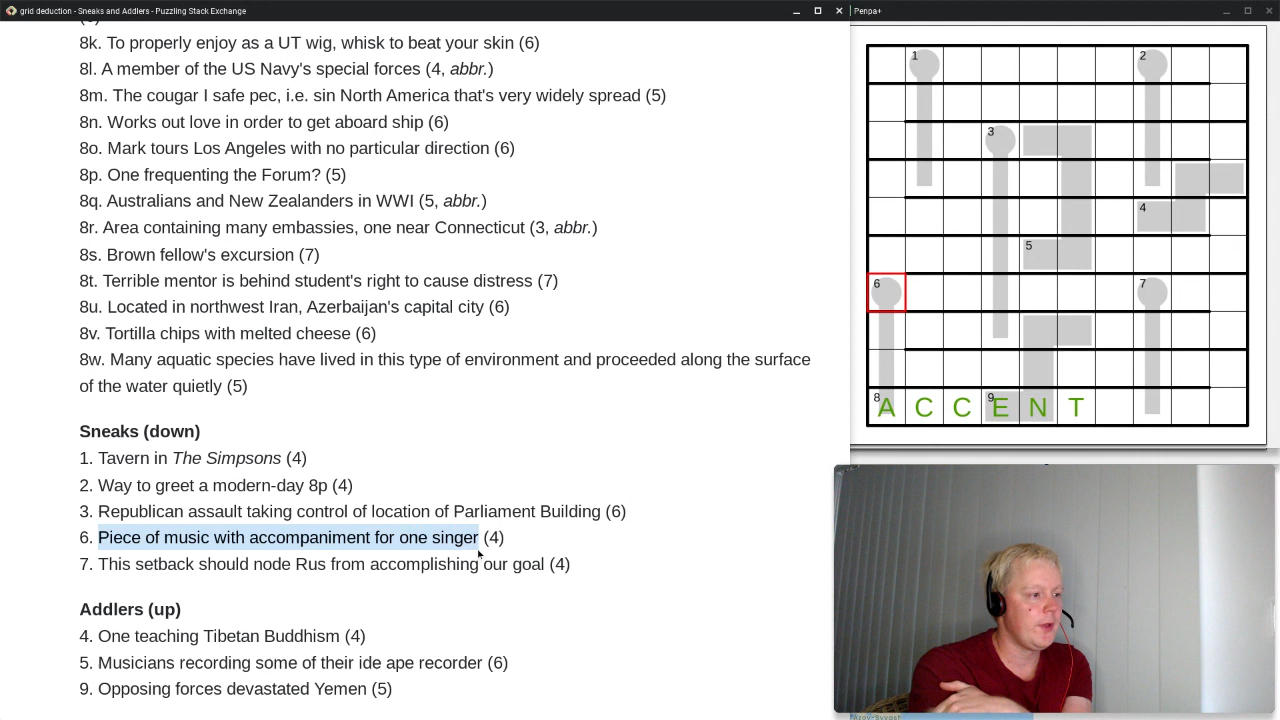 grid deduction - Sneaks and Addlers - Puzzling Stack Exchange
Penpa+
8k. To properly enjoy as a UT wig, whisk to beat your skin (6)
8l. A member of the US Navy's special forces (4, abbr.)
8m. The cougar I safe pec, i.e. sin North America that's very widely spread (5)
8n. Works out love in order to get aboard ship (6)
8o. Mark tours Los Angeles with no particular direction (6)
8p. One frequenting the Forum? (5)
8q. Australians and New Zealanders in WWI (5, abbr.)
8r. Area containing many embassies, one near Connecticut (3, abbr.)
8s. Brown fellow's excursion (7)
8t. Terrible mentor is behind student's right to cause distress (7)
8u. Located in northwest Iran, Azerbaijan's capital city (6)
8v. Tortilla chips with melted cheese (6)
8w. Many aquatic species have lived in this type of environment and proceeded along the surface
of the water quietly (5)
Sneaks (down)
1. Tavern in The Simpsons (4)
2. Way to greet a modern-day 8p (4)
3. Republican assault taking control of location of Parliament Building (6)
6. Piece of music with accompaniment for one singer (4)
7. This setback should node Rus from accomplishing our goal (4)
Addlers (up)
4. One teaching Tibetan Buddhism (4)
5. Musicians recording some of their ide ape recorder (6)
9. Opposing forces devastated Yemen (5)
1 2
3
4
5
6 7
8 9
A C C E N T